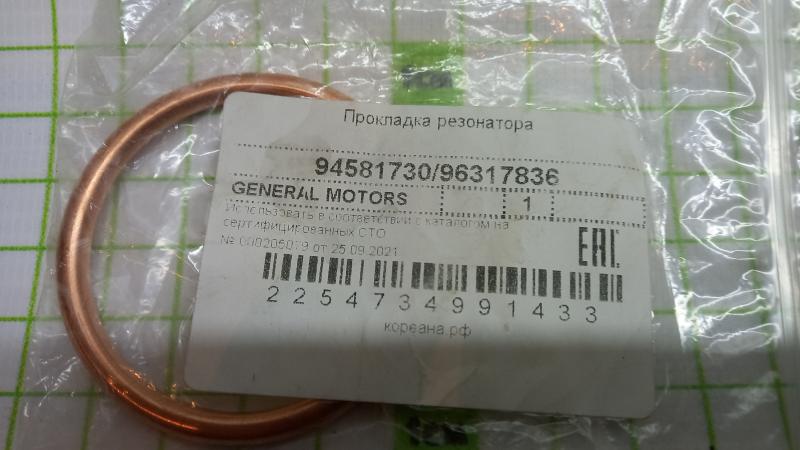 Прокладка резонатора
94581730/96317836
GENERAL MOTORS 1
Использовать в соответствии с каталогом на
сертифицированных СТО
№ 000205079 от 25.09.2021
EAC
2254734991433
кореана.рф